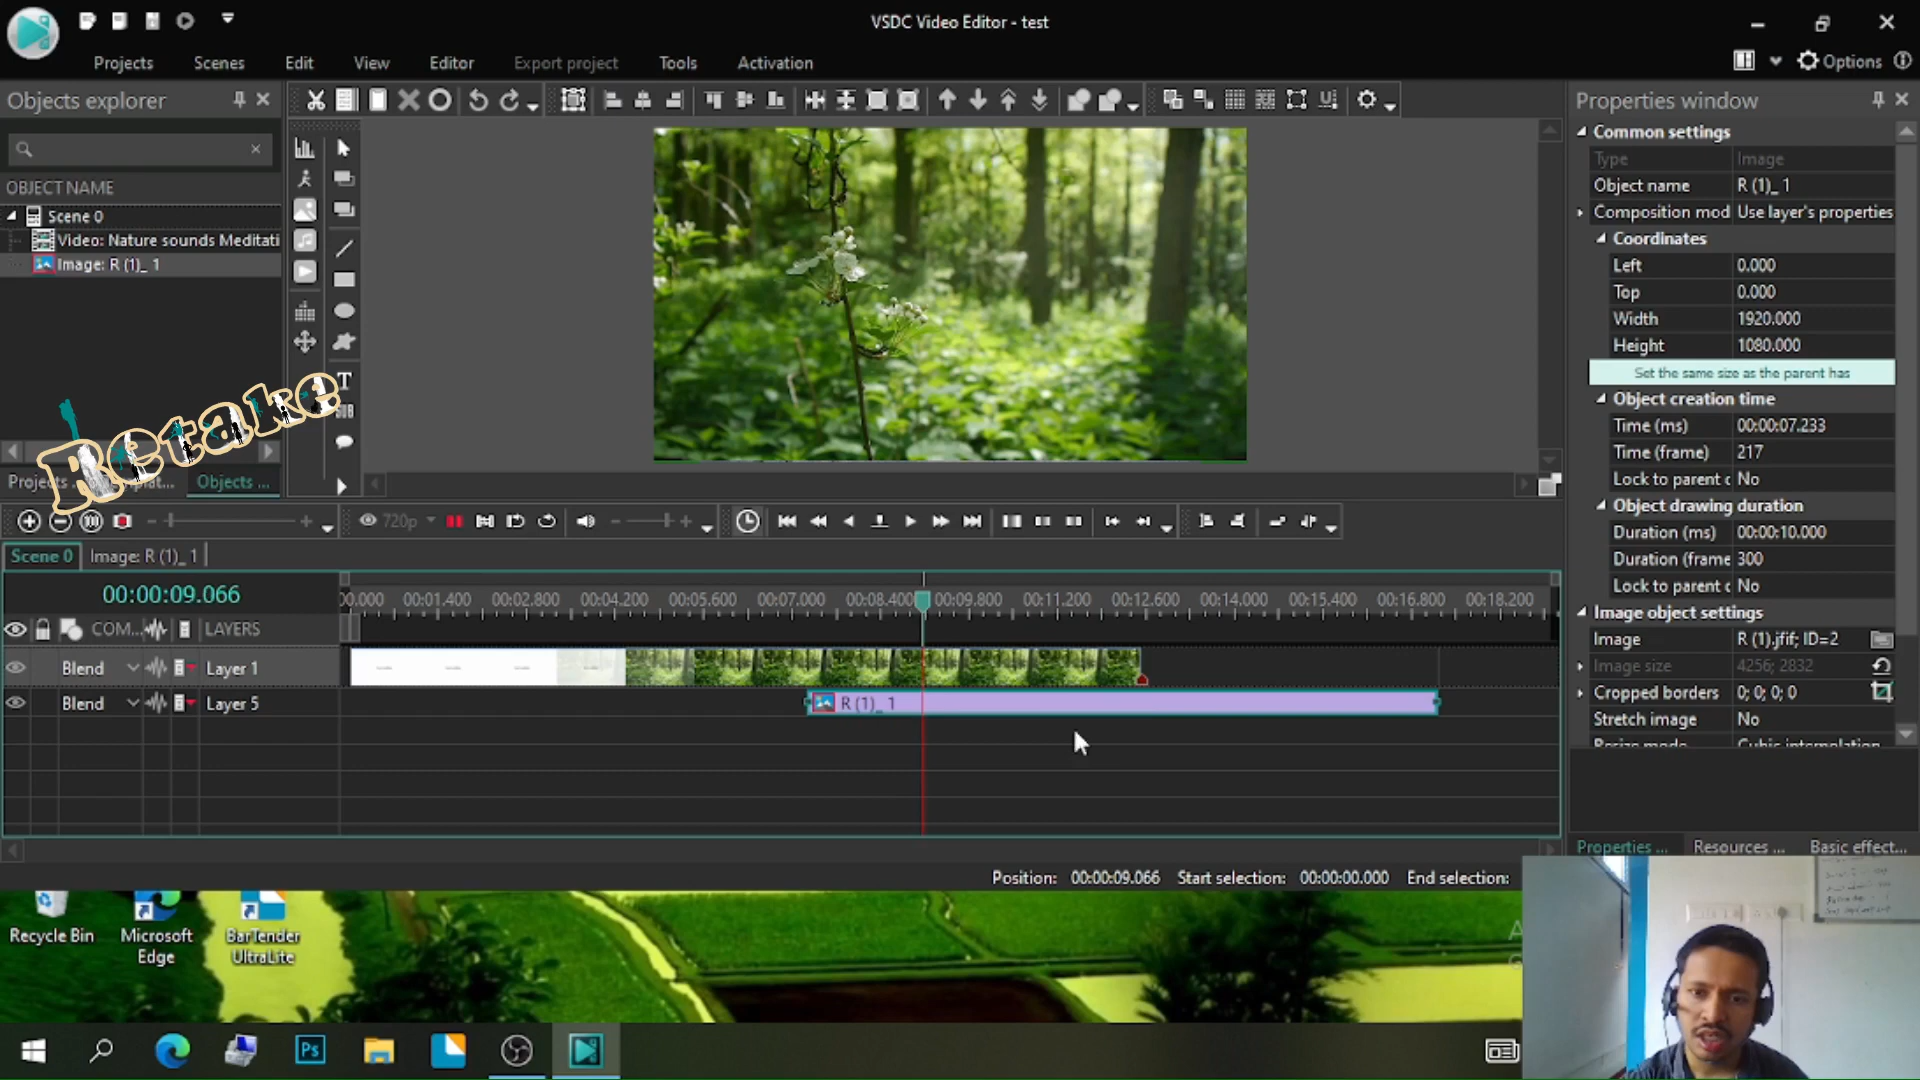 VSDC Video Editor - test
Projects Scenes Edit View Editor Export project Tools Activation
Options
Objects explorer
OBJECT NAME
Scene 0
Video: Nature sounds Meditati
Image: R (1)_ 1
Retake
T
SUB
Objects ...
Properties window
Common settings
Type Image
Object name R (1)_ 1
Composition mod Use layer's properties
Coordinates
Left 0.000
Top 0.000
Width 1920.000
Height 1080.000
Set the same size as the parent has
Object creation time
Time (ms) 00:00:07.233
Time (frame) 217
Lock to parent c No
Object drawing duration
Duration (ms) 00:00:10.000
Duration (frame 300
Lock to parent c No
Image object settings
Image R (1).jfif; ID=2
Image size 4256; 2832
Cropped borders 0; 0; 0; 0
Stretch image No
Resize mode Cubic interpolation
Properties ... Resources ... Basic effect...
720p
Scene 0 Image: R (1)_ 1
00:00:09.066
00.000 00:01.400 00:02.800 00:04.200 00:05.600 00:07.000 00:08.400 00:09.800 00:11.200 00:12.600 00:14.000 00:15.400 00:16.800 00:18.200
COM... LAYERS
Blend Layer 1
Blend Layer 5
R (1)_ 1
Position: 00:00:09.066 Start selection: 00:00:00.000 End selection:
Recycle Bin
Microsoft Edge
BarTender UltraLite
Ps